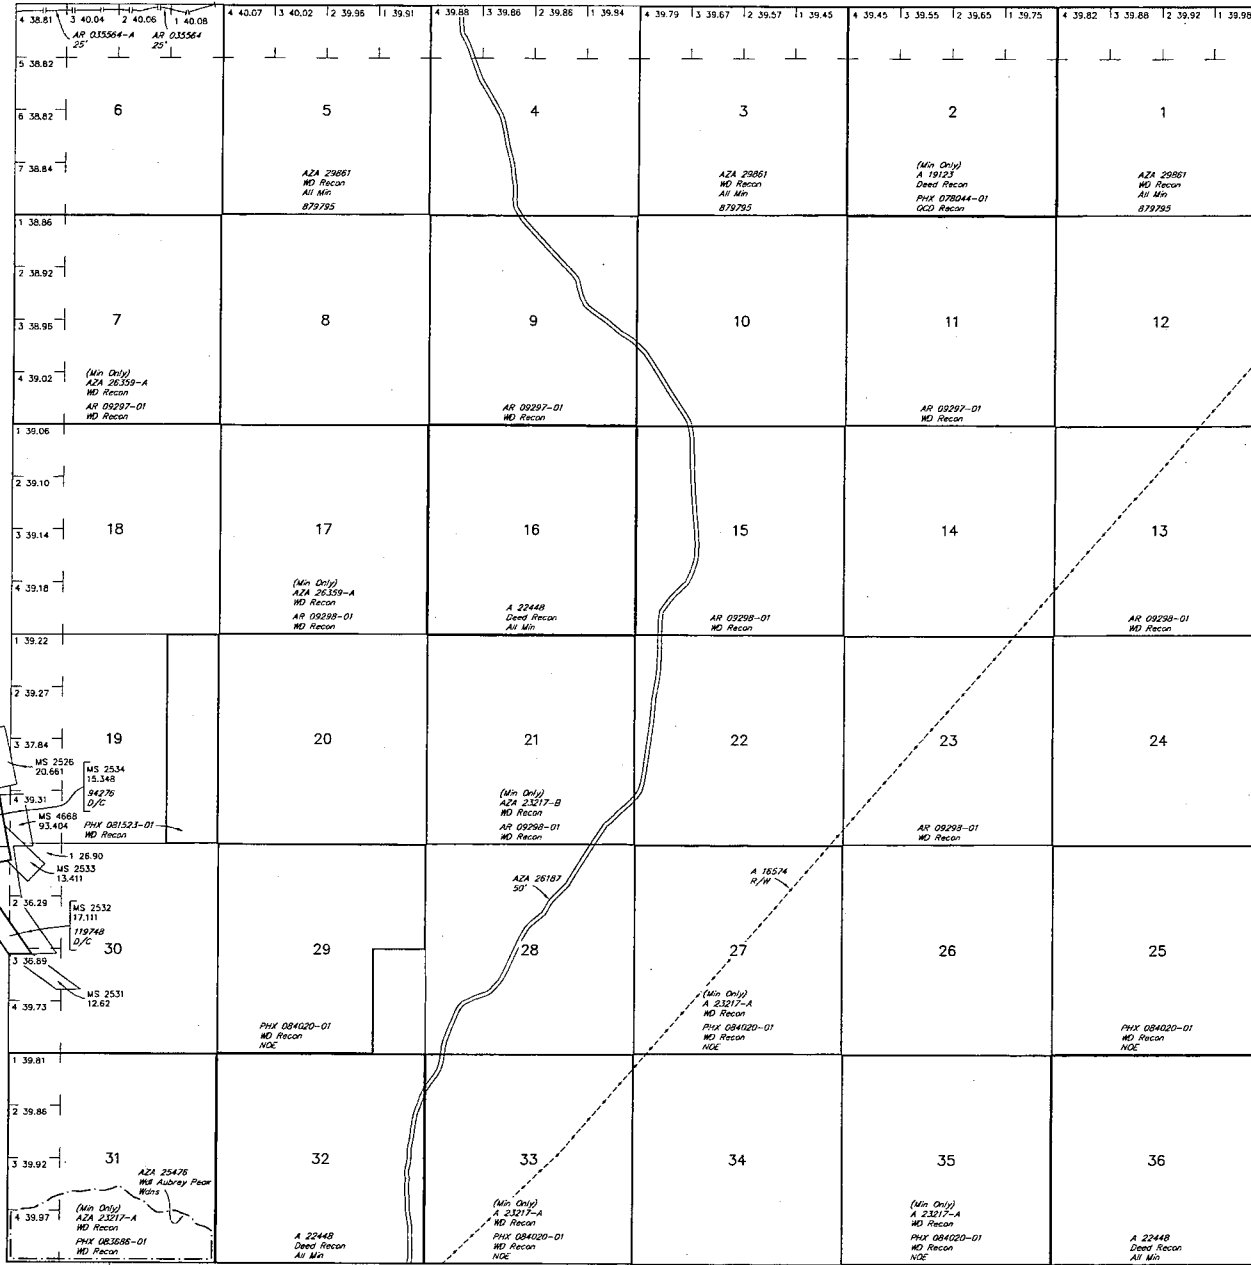 4 38.81 3 40.04 2 40.06 1 40.08
4 40.07 3 40.02 2 39.96 1 39.91
4 39.88 3 39.86 2 39.86 1 39.84
4 39.79 3 39.67 2 39.57 1 39.45
4 39.45 3 39.55 2 39.65 1 39.75
4 39.82 3 39.88 2 39.92 1 39.98
AR 035564-A
25'
AR 035564
25'
5 38.82
6 38.82
7 38.84
6
5
AZA 29861
WD Recon
All Min
879795
4
3
AZA 29861
WD Recon
All Min
879795
2
(Min Only)
A 19123
Deed Recon
PHX 078044-01
QCD Recon
1
AZA 29861
WD Recon
All Min
879795
1 38.86
2 38.92
3 38.95
4 39.02
7
(Min Only)
AZA 26359-A
WD Recon
AR 09297-01
WD Recon
8
9
AR 09297-01
WD Recon
10
11
AR 09297-01
WD Recon
12
1 39.06
2 39.10
3 39.14
4 39.18
18
17
(Min Only)
AZA 26359-A
WD Recon
AR 09298-01
WD Recon
16
A 22448
Deed Recon
All Min
15
AR 09298-01
WD Recon
14
13
AR 09298-01
WD Recon
1 39.22
2 39.27
3 37.84
4 39.31
19
MS 2526
20.661
MS 2534
15.348
94276
D/C
MS 4668
93.404
PHX 081523-01
WD Recon
20
21
(Min Only)
AZA 23217-B
WD Recon
AR 09298-01
WD Recon
22
23
AR 09298-01
WD Recon
24
1 26.90
MS 2533
13.411
2 36.29
MS 2532
17.111
119748
D/C
3 36.89
4 39.73
MS 2531
12.62
30
29
PHX 084020-01
WD Recon
NOE
AZA 26187
50'
28
A 16574
R/W
27
(Min Only)
A 23217-A
WD Recon
PHX 084020-01
WD Recon
NOE
26
25
PHX 084020-01
WD Recon
NOE
1 39.81
2 39.86
3 39.92
4 39.97
31
AZA 25476
Wdl Aubrey Peak
Wdns
(Min Only)
AZA 23217-A
WD Recon
PHX 083686-01
WD Recon
32
A 22448
Deed Recon
All Min
33
(Min Only)
A 23217-A
WD Recon
PHX 084020-01
WD Recon
NOE
34
35
(Min Only)
A 23217-A
WD Recon
PHX 084020-01
WD Recon
NOE
36
A 22448
Deed Recon
All Min